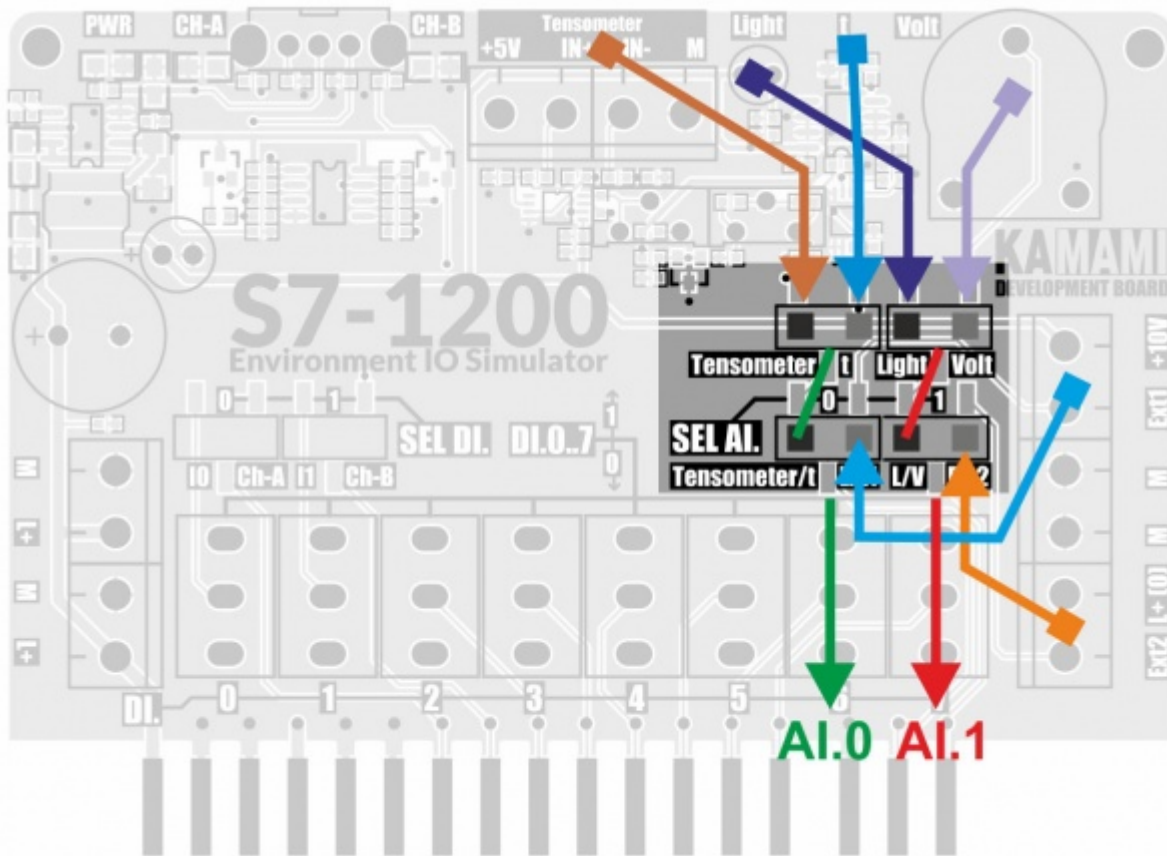 PWR CH-A CH-B Tensometer Light t Volt
+5V IN+ IN- M
S7-1200
Environment IO Simulator
KAMAMI
DEVELOPMENT BOARD
+10V
Ext1
M
M
L+ (0)
Ext2
Tensometer t Light Volt
0 1
SEL DI. DI.0..7 1 0
0 1
SEL AI.
I0 Ch-A I1 Ch-B
Tensometer/t L/V
M
L+
M
L+
DI. 0 1 2 3 4 5
AI.0 AI.1